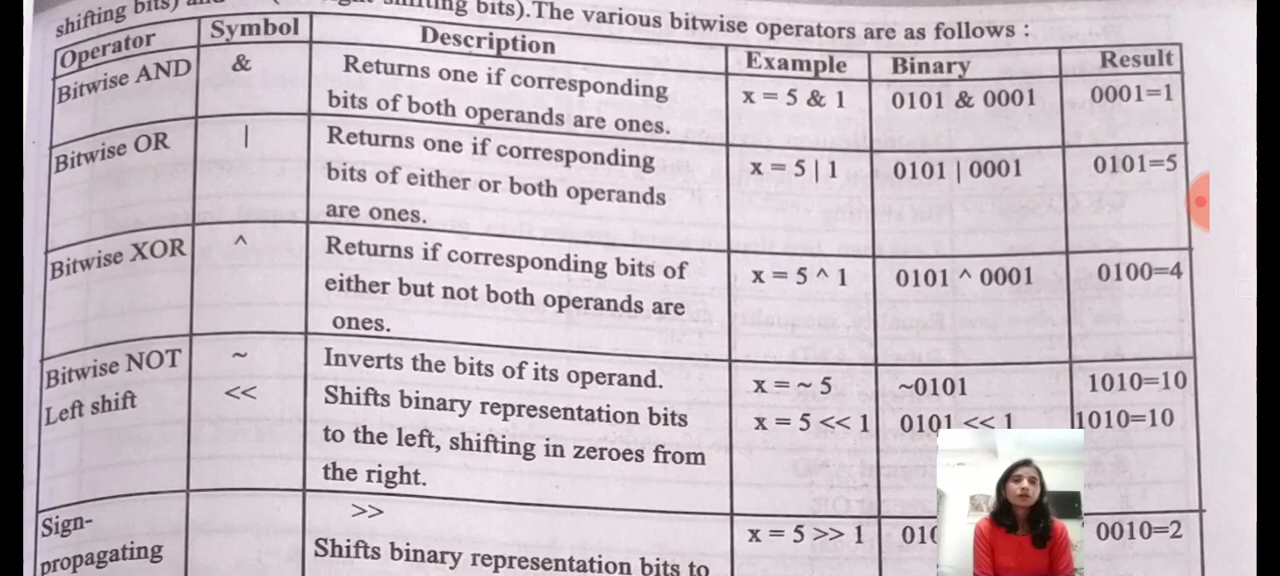 shifting bits) shifting bits).The various bitwise operators are as follows :
Operator Symbol Description Example Binary Result
Bitwise AND & Returns one if corresponding x = 5 & 1 0101 & 0001 0001=1
bits of both operands are ones.
Bitwise OR | Returns one if corresponding x = 5 | 1 0101 | 0001 0101=5
bits of either or both operands
are ones.
Bitwise XOR ^ Returns if corresponding bits of x = 5 ^ 1 0101 ^ 0001 0100=4
either but not both operands are
ones.
Bitwise NOT ~ Inverts the bits of its operand. x = ~ 5 ~0101 1010=10
Left shift << Shifts binary representation bits x = 5 << 1 0101 << 1 1010=10
to the left, shifting in zeroes from
the right.
Sign- >> x = 5 >> 1 010 0010=2
propagating Shifts binary representation bits to